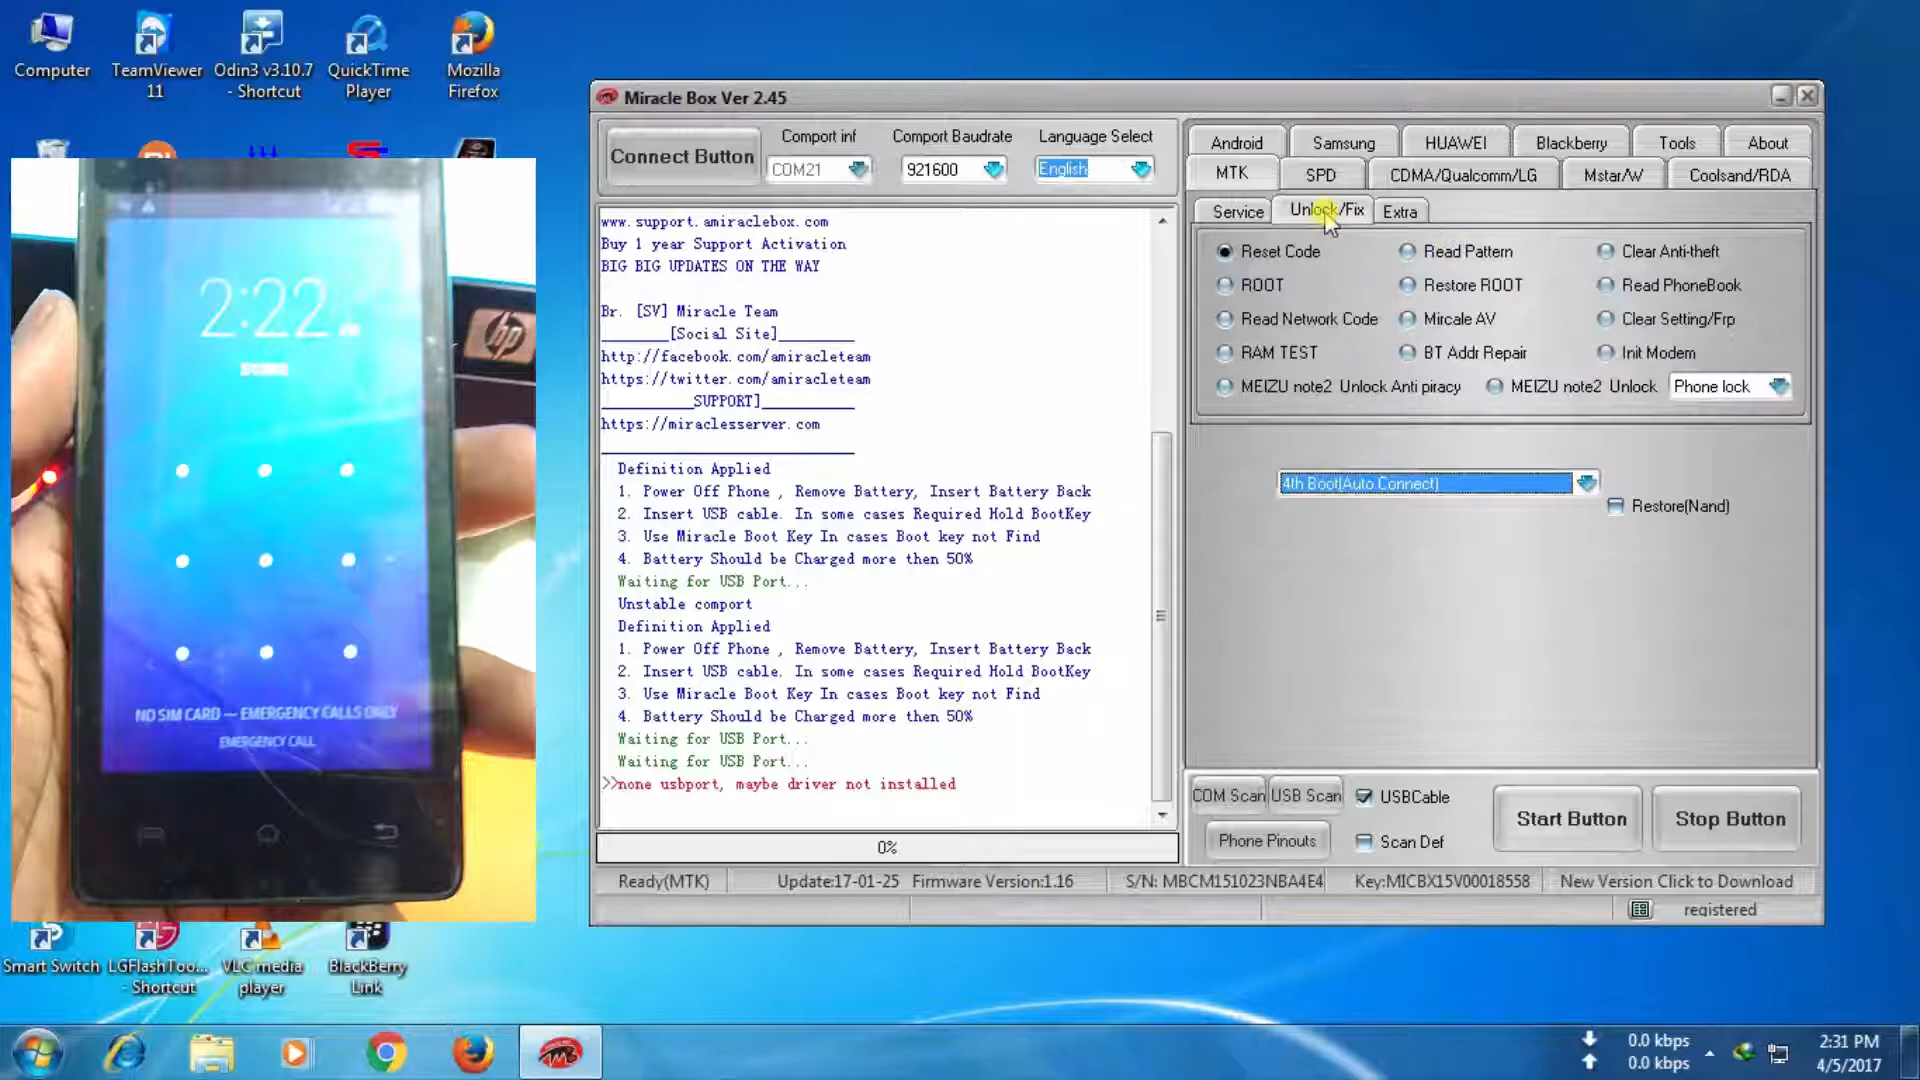 Computer
TeamViewer 11
Odin3 v3.10.7 - Shortcut
QuickTime Player
Mozilla Firefox
2:22
NO SIM CARD — EMERGENCY CALLS ONLY
EMERGENCY CALL
hp
Smart Switch
LGFlashToo... - Shortcut
VLC media player
BlackBerry Link
Miracle Box Ver 2.45
Connect Button
Comport inf
Comport Baudrate
Language Select
COM21
921600
English
www.support.amiraclebox.com
Buy 1 year Support Activation
BIG BIG UPDATES ON THE WAY
Br. [SV] Miracle Team
________[Social Site]_________
http://facebook.com/amiracleteam
https://twitter.com/amiracleteam
___________SUPPORT]___________
https://miraclesserver.com
Definition Applied
1. Power Off Phone , Remove Battery, Insert Battery Back
2. Insert USB cable. In some cases Required Hold BootKey
3. Use Miracle Boot Key In cases Boot key not Find
4. Battery Should be Charged more then 50%
Waiting for USB Port...
Unstable comport
Definition Applied
1. Power Off Phone , Remove Battery, Insert Battery Back
2. Insert USB cable. In some cases Required Hold BootKey
3. Use Miracle Boot Key In cases Boot key not Find
4. Battery Should be Charged more then 50%
Waiting for USB Port...
Waiting for USB Port...
>>none usbport, maybe driver not installed
0%
Android
Samsung
HUAWEI
Blackberry
Tools
About
MTK
SPD
CDMA/Qualcomm/LG
Mstar/W
Coolsand/RDA
Service
Unlock/Fix
Extra
Reset Code
Read Pattern
Clear Anti-theft
ROOT
Restore ROOT
Read PhoneBook
Read Network Code
Mircale AV
Clear Setting/Frp
RAM TEST
BT Addr Repair
Init Modem
MEIZU note2 Unlock Anti piracy
MEIZU note2 Unlock
Phone lock
4th Boot(Auto Connect)
Restore(Nand)
COM Scan
USB Scan
USBCable
Start Button
Stop Button
Phone Pinouts
Scan Def
Ready(MTK)
Update:17-01-25
Firmware Version:1.16
S/N: MBCM151023NBA4E4
Key:MICBX15V00018558
New Version Click to Download
registered
0.0 kbps
0.0 kbps
2:31 PM
4/5/2017